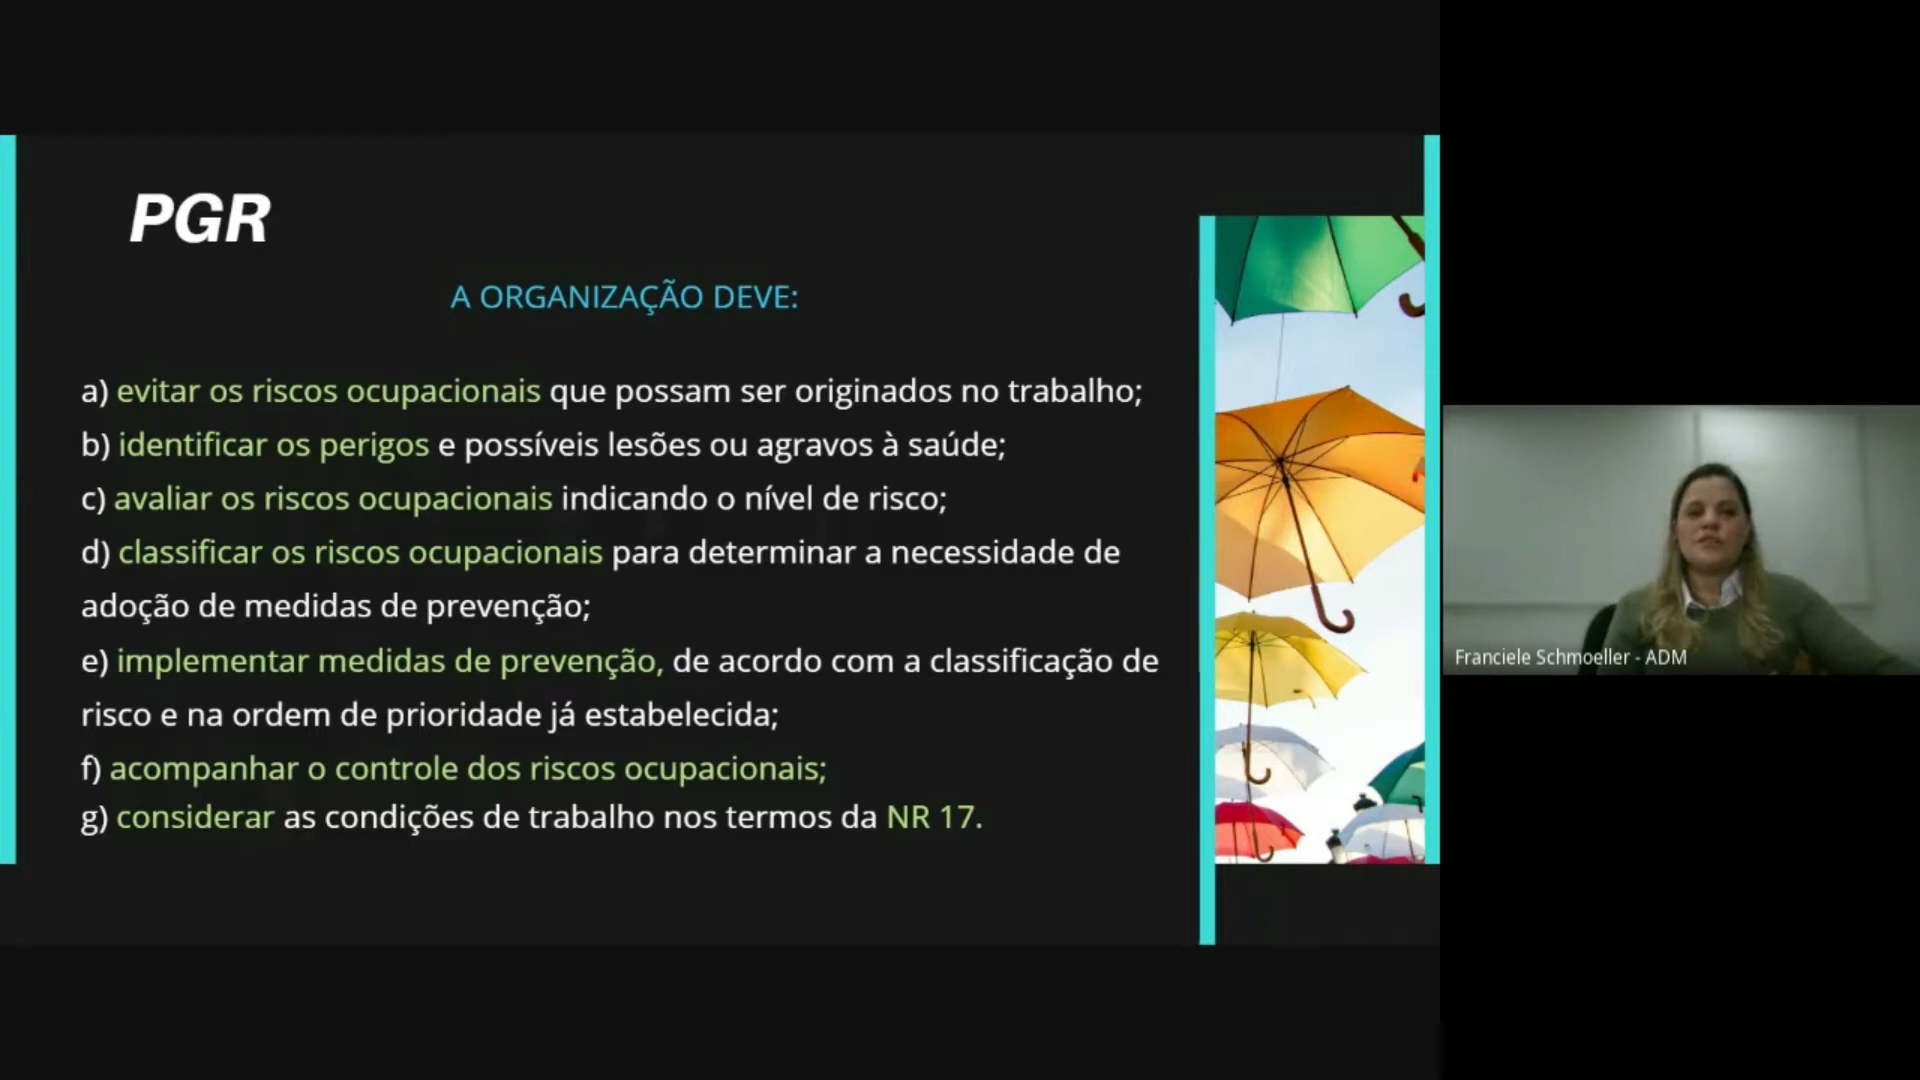 PGR
A ORGANIZAÇÃO DEVE:
a) evitar os riscos ocupacionais que possam ser originados no trabalho;
b) identificar os perigos e possíveis lesões ou agravos à saúde;
c) avaliar os riscos ocupacionais indicando o nível de risco;
d) classificar os riscos ocupacionais para determinar a necessidade de
adoção de medidas de prevenção;
e) implementar medidas de prevenção, de acordo com a classificação de
risco e na ordem de prioridade já estabelecida;
f) acompanhar o controle dos riscos ocupacionais;
g) considerar as condições de trabalho nos termos da NR 17.
Franciele Schmoeller - ADM